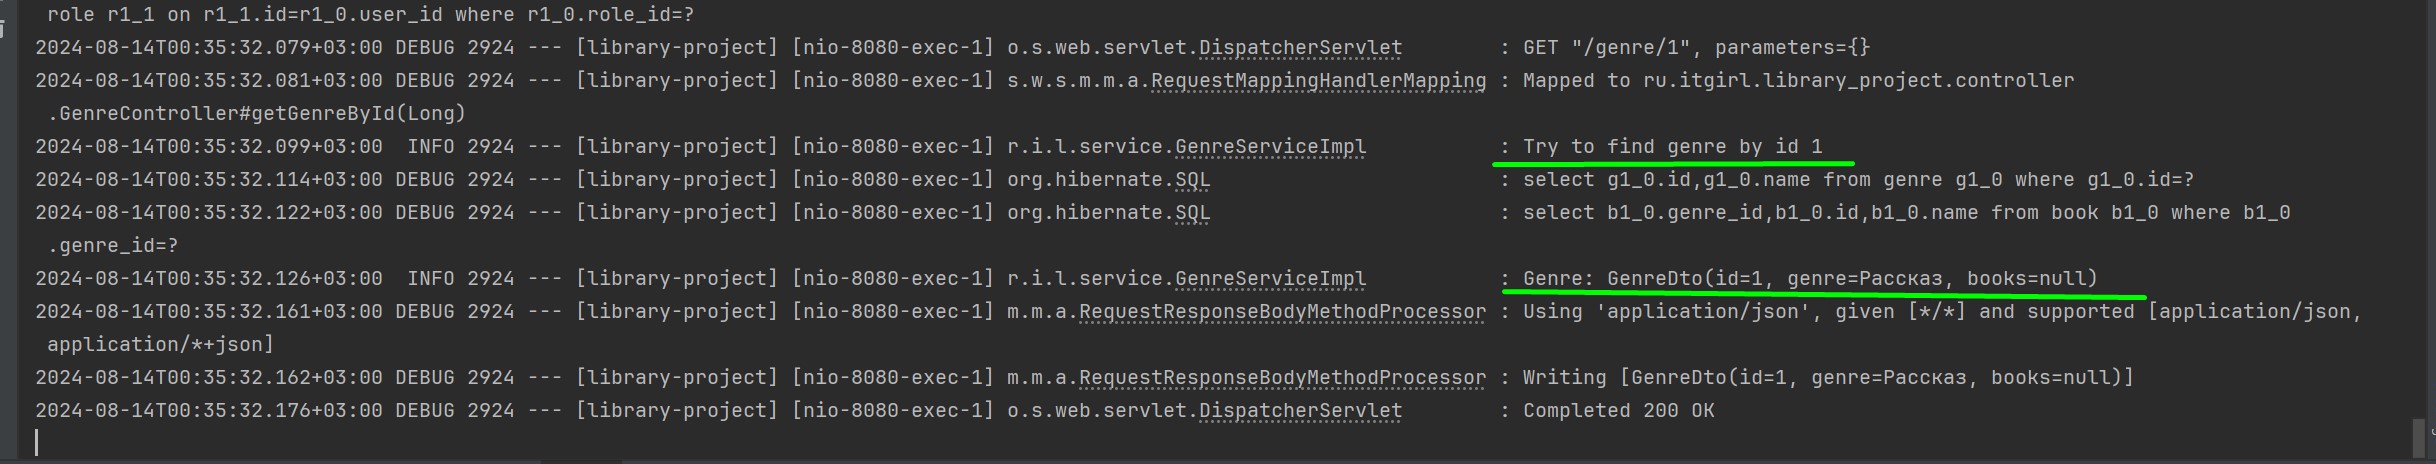 role r1_1 on r1_1.id=r1_0.user_id where r1_0.role_id=?
2024-08-14T00:35:32.079+03:00 DEBUG 2924 --- [library-project] [nio-8080-exec-1] o.s.web.servlet.DispatcherServlet : GET "/genre/1", parameters={}
2024-08-14T00:35:32.081+03:00 DEBUG 2924 --- [library-project] [nio-8080-exec-1] s.w.s.m.m.a.RequestMappingHandlerMapping : Mapped to ru.itgirl.library_project.controller
.GenreController#getGenreById(Long)
2024-08-14T00:35:32.099+03:00 INFO 2924 --- [library-project] [nio-8080-exec-1] r.i.l.service.GenreServiceImpl : Try to find genre by id 1
2024-08-14T00:35:32.114+03:00 DEBUG 2924 --- [library-project] [nio-8080-exec-1] org.hibernate.SQL : select g1_0.id,g1_0.name from genre g1_0 where g1_0.id=?
2024-08-14T00:35:32.122+03:00 DEBUG 2924 --- [library-project] [nio-8080-exec-1] org.hibernate.SQL : select b1_0.genre_id,b1_0.id,b1_0.name from book b1_0 where b1_0
.genre_id=?
2024-08-14T00:35:32.126+03:00 INFO 2924 --- [library-project] [nio-8080-exec-1] r.i.l.service.GenreServiceImpl : Genre: GenreDto(id=1, genre=Рассказ, books=null)
2024-08-14T00:35:32.161+03:00 DEBUG 2924 --- [library-project] [nio-8080-exec-1] m.m.a.RequestResponseBodyMethodProcessor : Using 'application/json', given [*/*] and supported [application/json,
application/*+json]
2024-08-14T00:35:32.162+03:00 DEBUG 2924 --- [library-project] [nio-8080-exec-1] m.m.a.RequestResponseBodyMethodProcessor : Writing [GenreDto(id=1, genre=Рассказ, books=null)]
2024-08-14T00:35:32.176+03:00 DEBUG 2924 --- [library-project] [nio-8080-exec-1] o.s.web.servlet.DispatcherServlet : Completed 200 OK